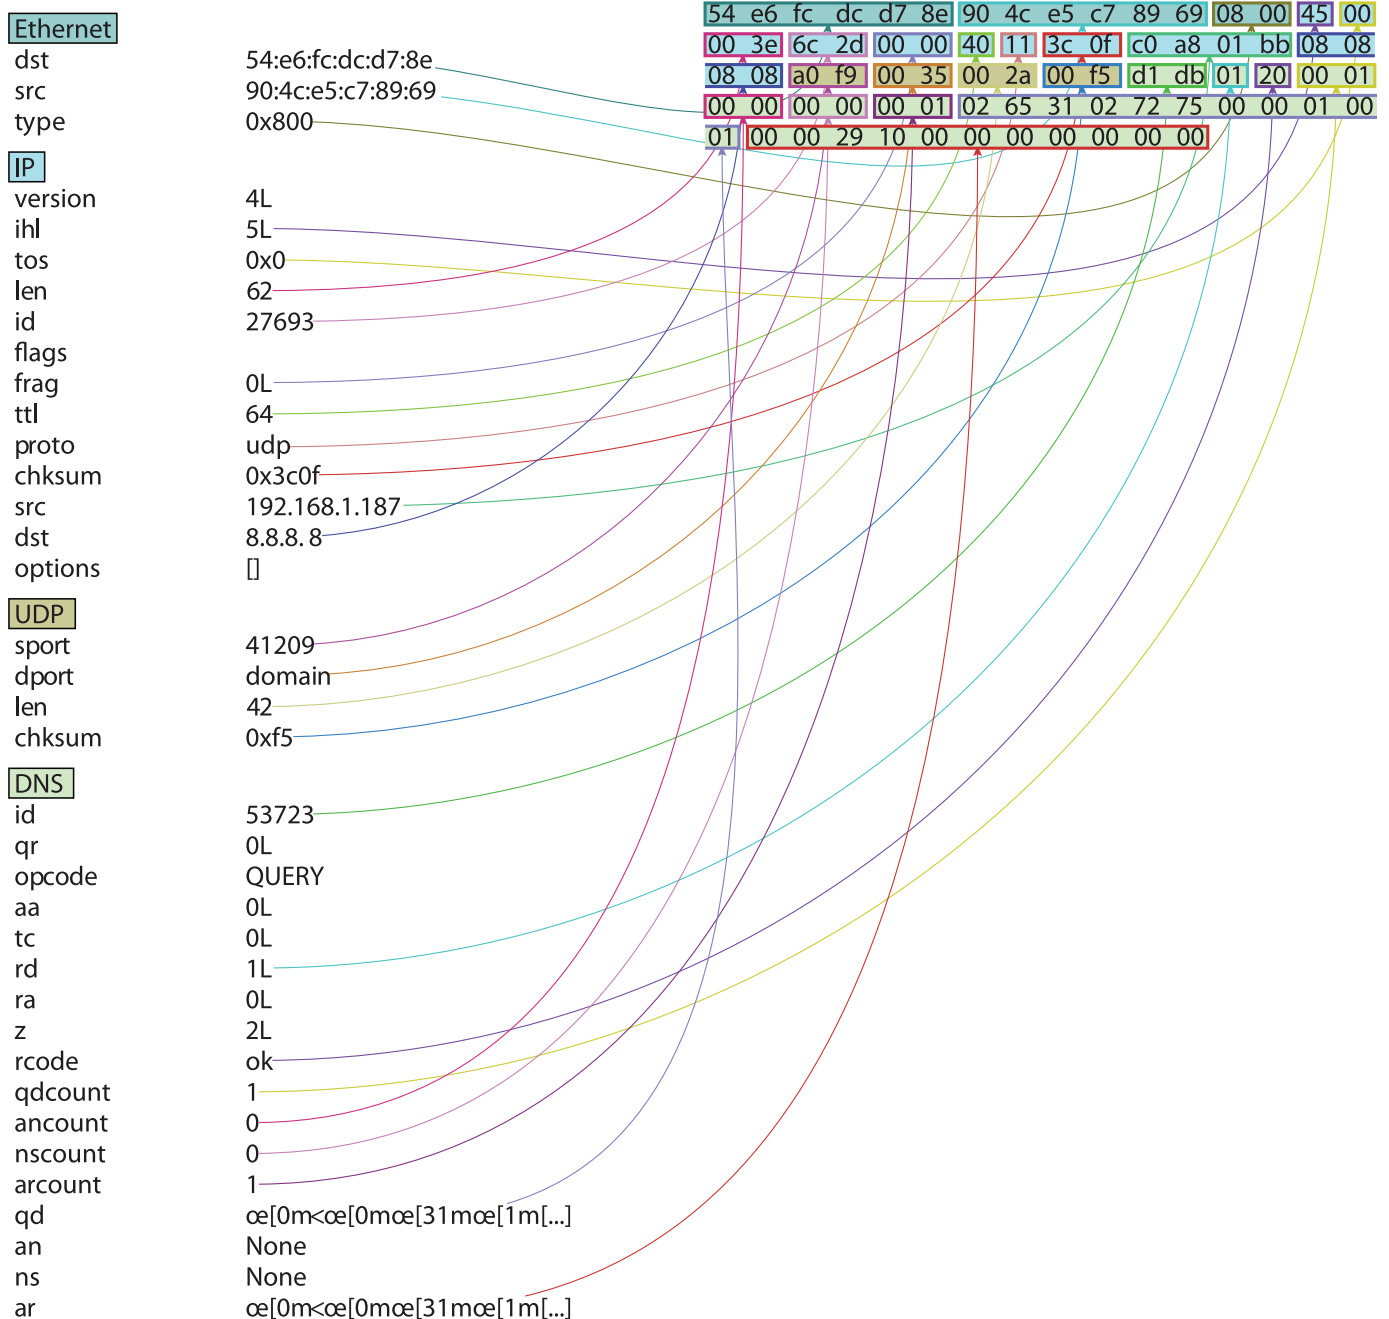 Ethernet
dst 54:e6:fc:dc:d7:8e
src 90:4c:e5:c7:89:69
type 0x800
IP
version 4L
ihl 5L
tos 0x0
len 62
id 27693
flags
frag 0L
ttl 64
proto udp
chksum 0x3c0f
src 192.168.1.187
dst 8.8.8.8
options []
UDP
sport 41209
dport domain
len 42
chksum 0xf5
DNS
id 53723
qr 0L
opcode QUERY
aa 0L
tc 0L
rd 1L
ra 0L
z 2L
rcode ok
qdcount 1
ancount 0
nscount 0
arcount 1
qd œ[0m<œ[0mœ[31mœ[1m[...]
an None
ns None
ar œ[0m<œ[0mœ[31mœ[1m[...]
54 e6 fc dc d7 8e 90 4c e5 c7 89 69 08 00 45 00
00 3e 6c 2d 00 00 40 11 3c 0f c0 a8 01 bb 08 08
08 08 a0 f9 00 35 00 2a 00 f5 d1 db 01 20 00 01
00 00 00 00 00 01 02 65 31 02 72 75 00 00 01 00
01 00 00 29 10 00 00 00 00 00 00 00